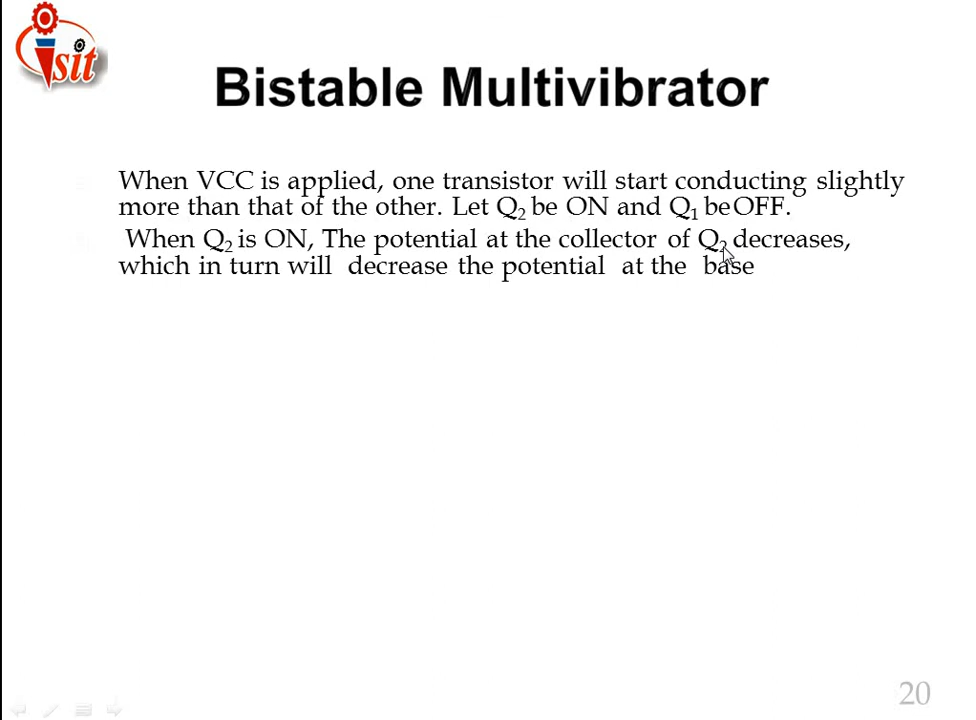 sit
Bistable Multivibrator
When VCC is applied, one transistor will start conducting slightly
more than that of the other. Let Q2 be ON and Q1 be OFF.
When Q2 is ON, The potential at the collector of Q2 decreases,
which in turn will decrease the potential at the base
20